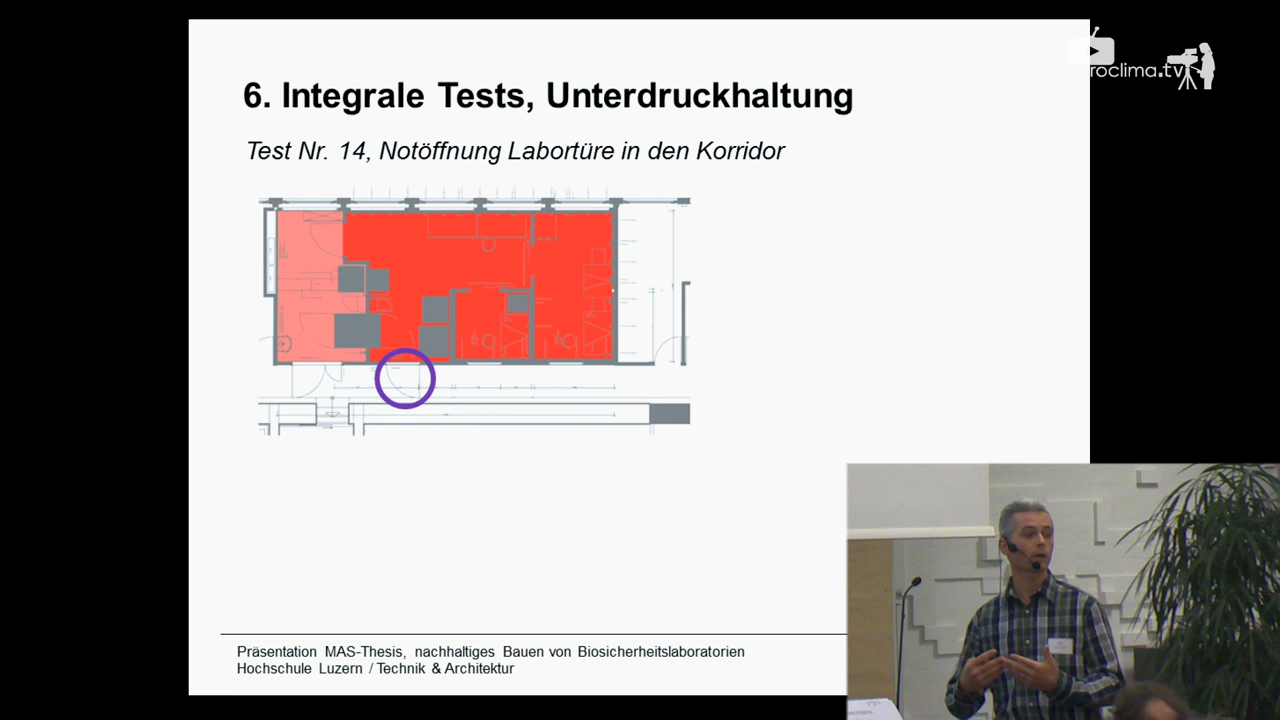 6. Integrale Tests, Unterdruckhaltung
Test Nr. 14, Notöffnung Labortüre in den Korridor
Präsentation MAS-Thesis, nachhaltiges Bauen von Biosicherheitslaboratorien
Hochschule Luzern / Technik & Architektur